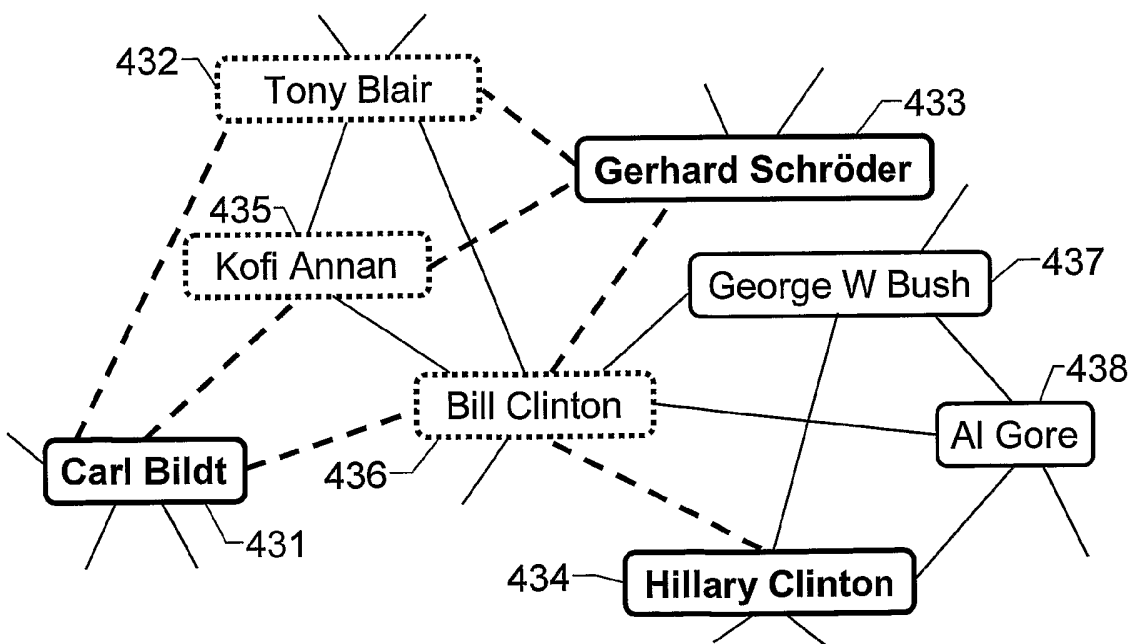 432
Tony Blair
433
Gerhard Schröder
435
Kofi Annan
George W Bush
437
438
Bill Clinton
Al Gore
Carl Bildt
436
431
434
Hillary Clinton